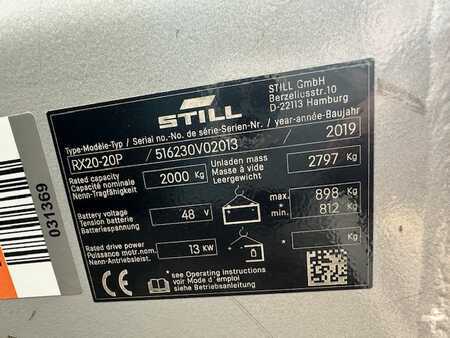 STILL
STILL GmbH
Berzeliusstr.10
D-22113 Hamburg
Type-Modèle-Typ / Serial no.-No. de série-Serien-Nr. / year-année-Baujahr
RX20-20P / 516230V02013 / 2019
Rated capacity
Capacité nominale
Nenn-Tragfähigkeit
2000 Kg
Unladen mass
Masse à vide
Leergewicht
2797 Kg
Battery voltage
Tension batterie
Batteriespannung
48 V
max. 898 Kg
* min. 812 Kg
Rated drive power
Puissance motr.nom.
Nenn-Antriebsleist.
13 KW
* Kg
CE
*see Operating instructions
voir Mode d´emploi
siehe Betriebsanleitung
031369